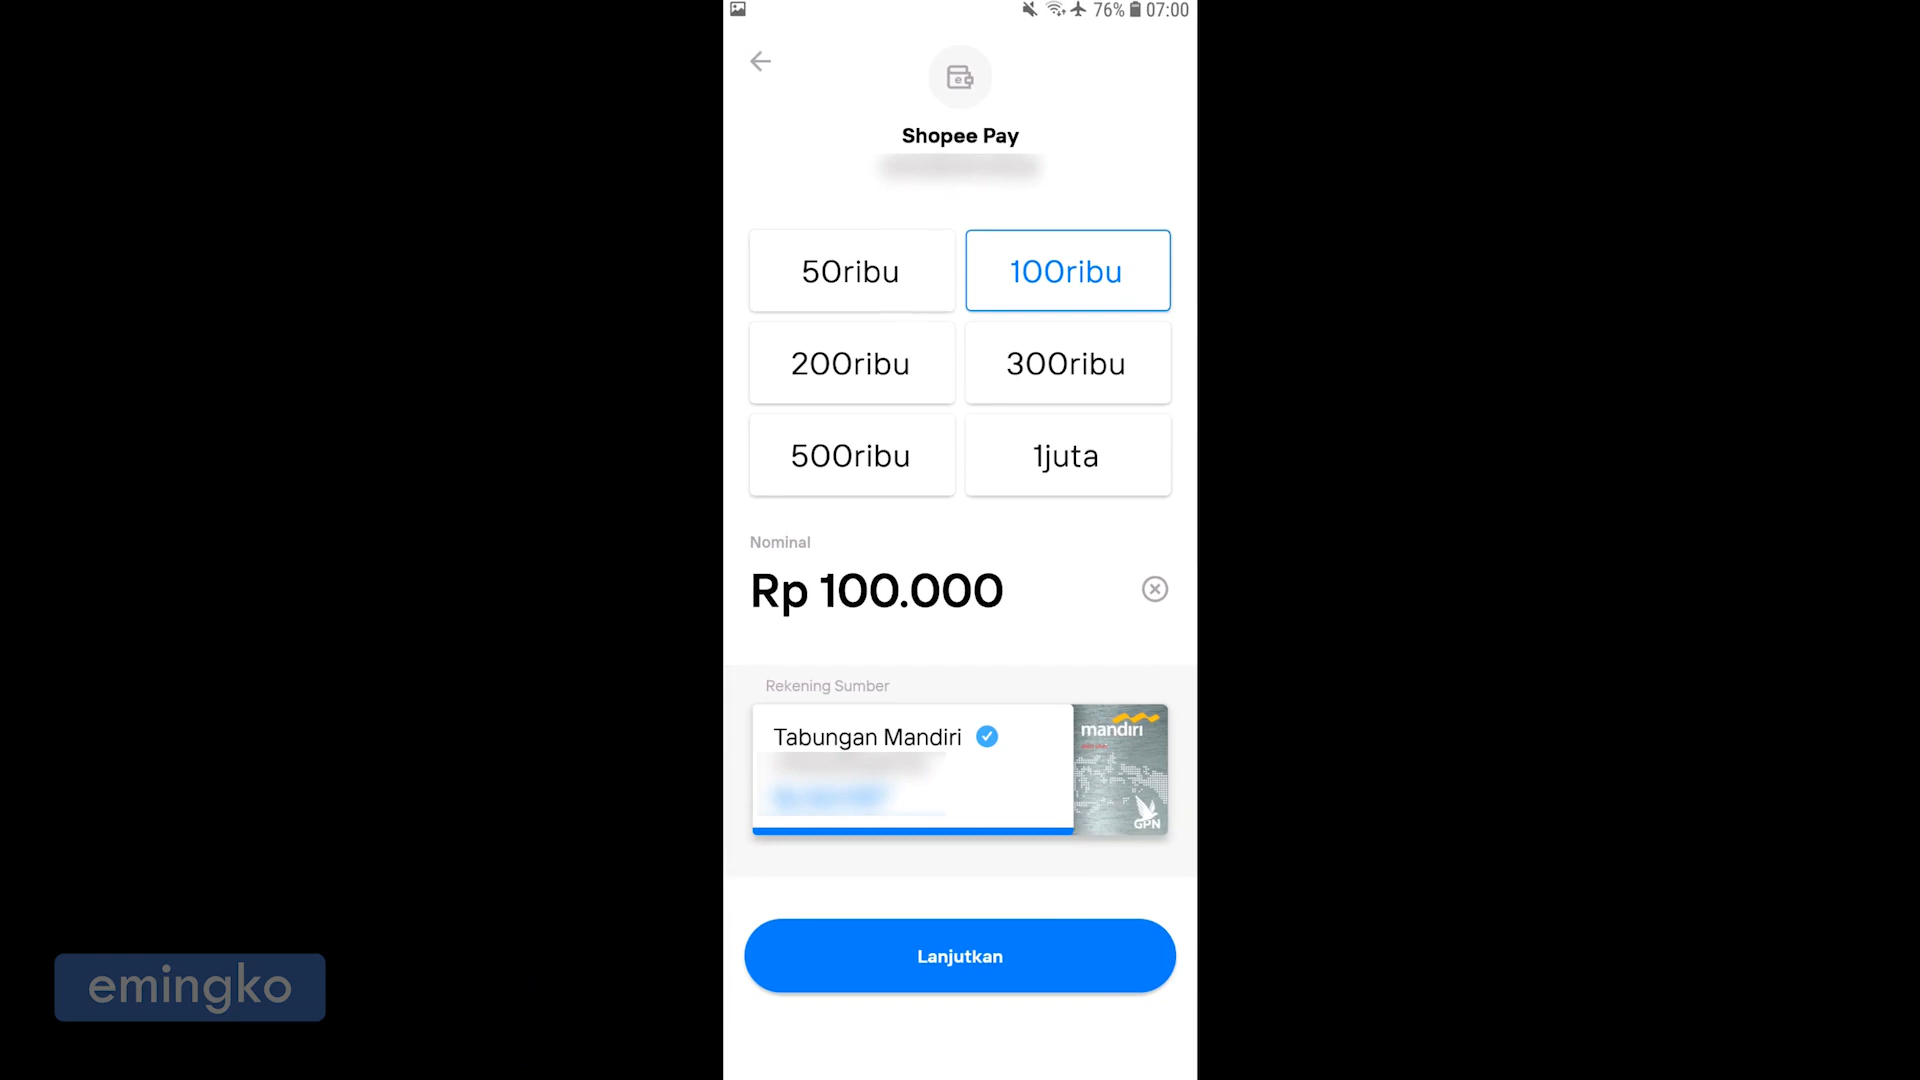 76% 07:00
Shopee Pay
50ribu
100ribu
200ribu
300ribu
500ribu
1juta
Nominal
Rp 100.000
Rekening Sumber
Tabungan Mandiri
mandiri
GPN
Lanjutkan
emingko